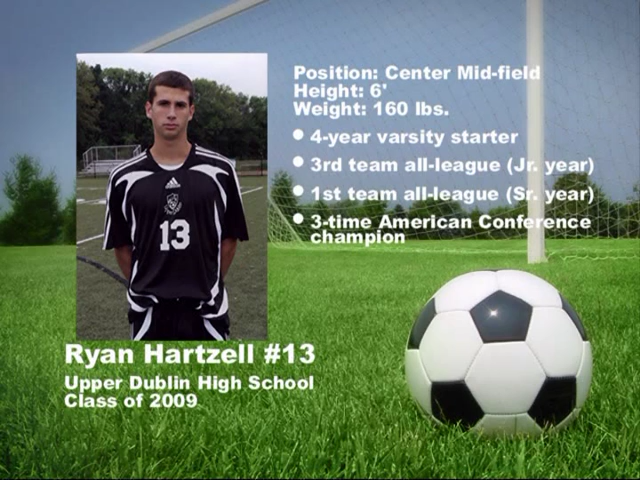 Position: Center Mid-field
Height: 6'
Weight: 160 lbs.
• 4-year varsity starter
• 3rd team all-league (Jr. year)
• 1st team all-league (Sr. year)
• 3-time American Conference
champion
adidas
13
Ryan Hartzell #13
Upper Dublin High School
Class of 2009